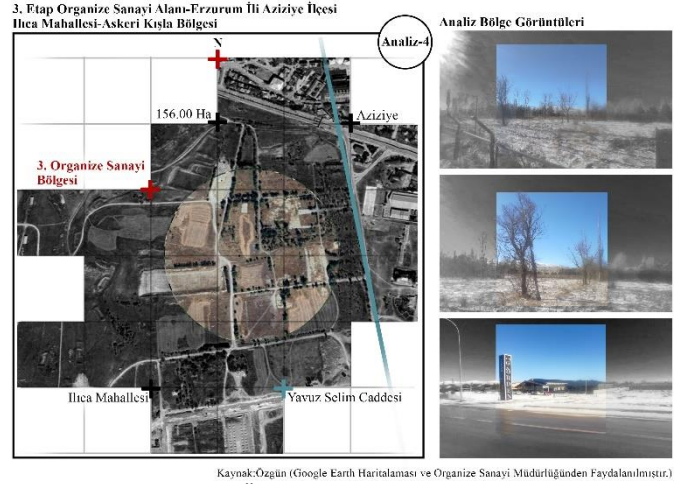 3. Etap Organize Sanayi Alanı-Erzurum İli Aziziye İlçesi
Ilıca Mahallesi-Askeri Kışla Bölgesi
Analiz-4
Analiz Bölge Görüntüleri
N
156,00 Ha
Aziziye
3. Organize Sanayi
Bölgesi
Ilıca Mahallesi
Yavuz Selim Caddesi
Kaynak:Özgün (Google Earth Haritalaması ve Organize Sanayi Müdürlüğünden Faydalanılmıştır.)